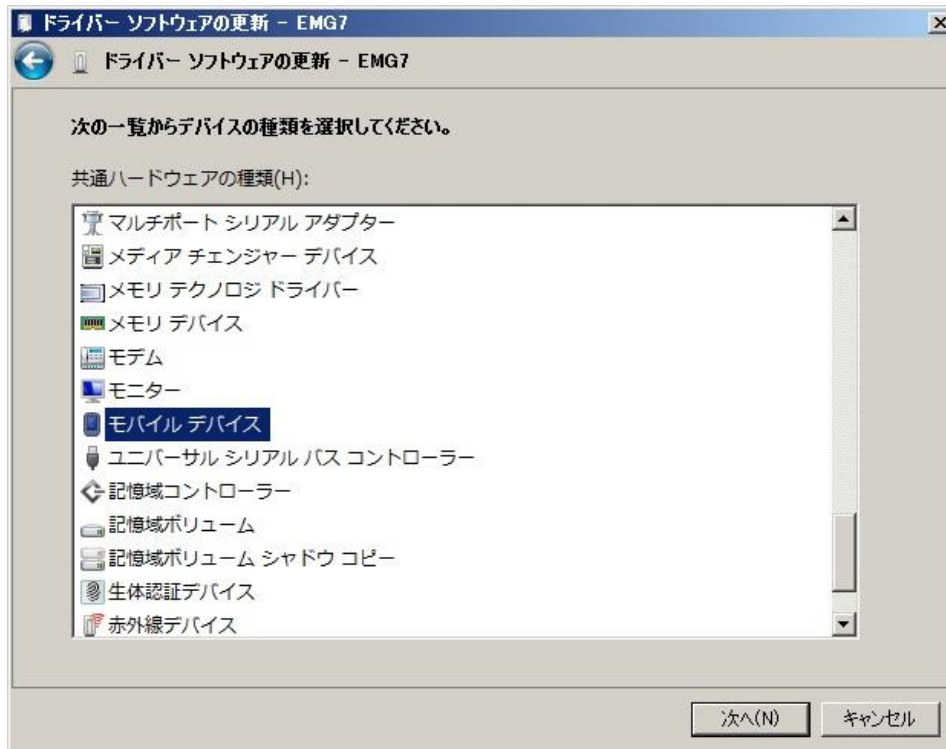 ドライバー ソフトウェアの更新 - EMG7
ドライバー ソフトウェアの更新 - EMG7
次の一覧からデバイスの種類を選択してください。
共通ハードウェアの種類(H):
マルチポート シリアル アダプター
メディア チェンジャー デバイス
メモリ テクノロジ ドライバー
メモリ デバイス
モデム
モニター
モバイル デバイス
ユニバーサル シリアル バス コントローラー
記憶域コントローラー
記憶域ボリューム
記憶域ボリューム シャドウ コピー
生体認証デバイス
赤外線デバイス
次へ(N)
キャンセル